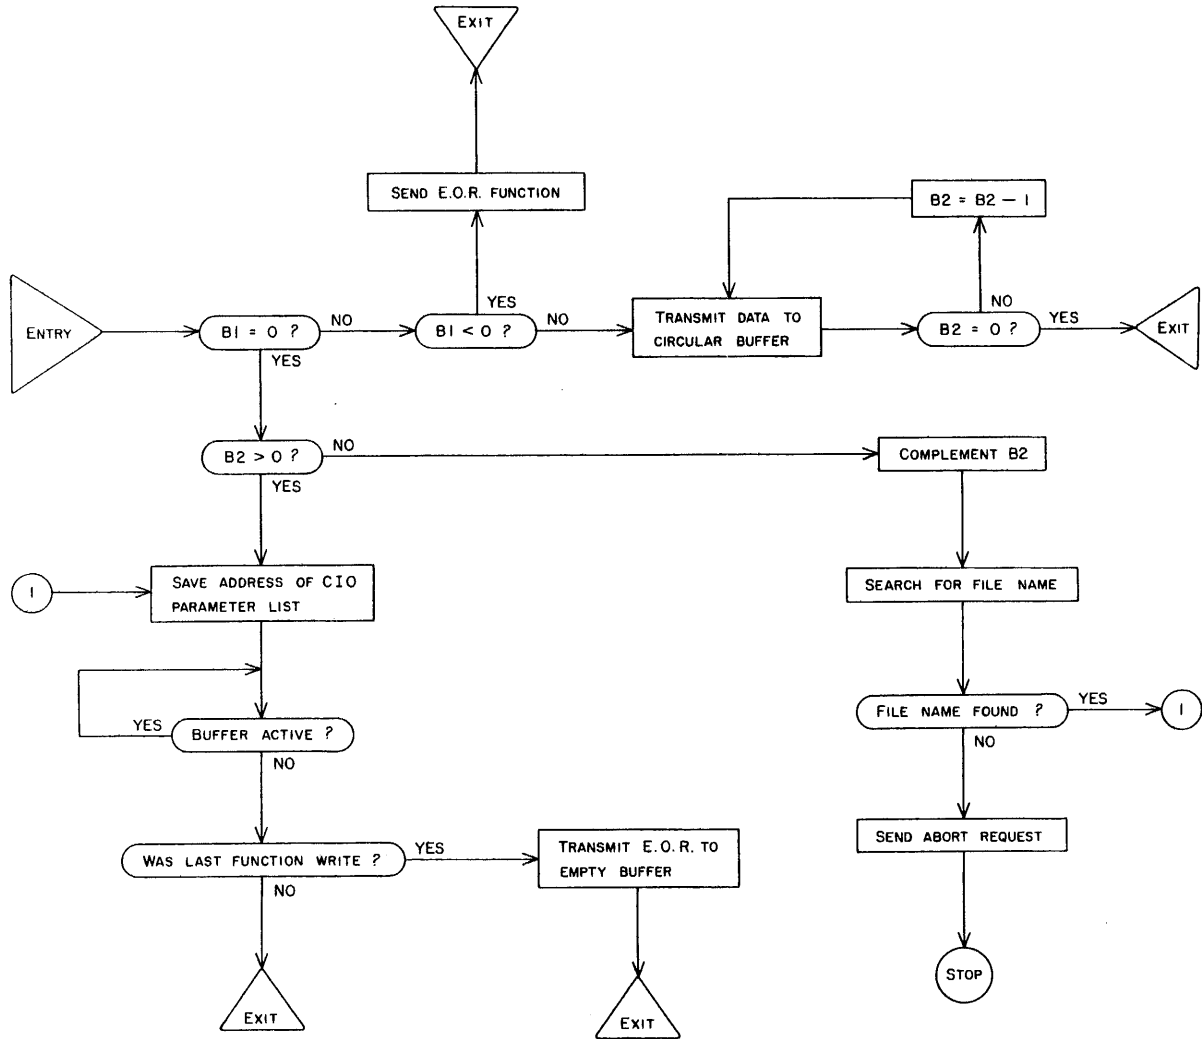 EXIT
SEND E.O.R. FUNCTION
B2 = B2 - 1
YES
NO
ENTRY
B1 = 0 ?
NO
B1 < 0 ?
NO
TRANSMIT DATA TO
CIRCULAR BUFFER
B2 = 0 ?
YES
EXIT
YES
B2 > 0 ?
NO
COMPLEMENT B2
YES
1
SAVE ADDRESS OF CIO
PARAMETER LIST
SEARCH FOR FILE NAME
YES
BUFFER ACTIVE ?
NO
FILE NAME FOUND ?
YES
1
NO
WAS LAST FUNCTION WRITE ?
YES
TRANSMIT E.O.R. TO
EMPTY BUFFER
SEND ABORT REQUEST
NO
STOP
EXIT
EXIT